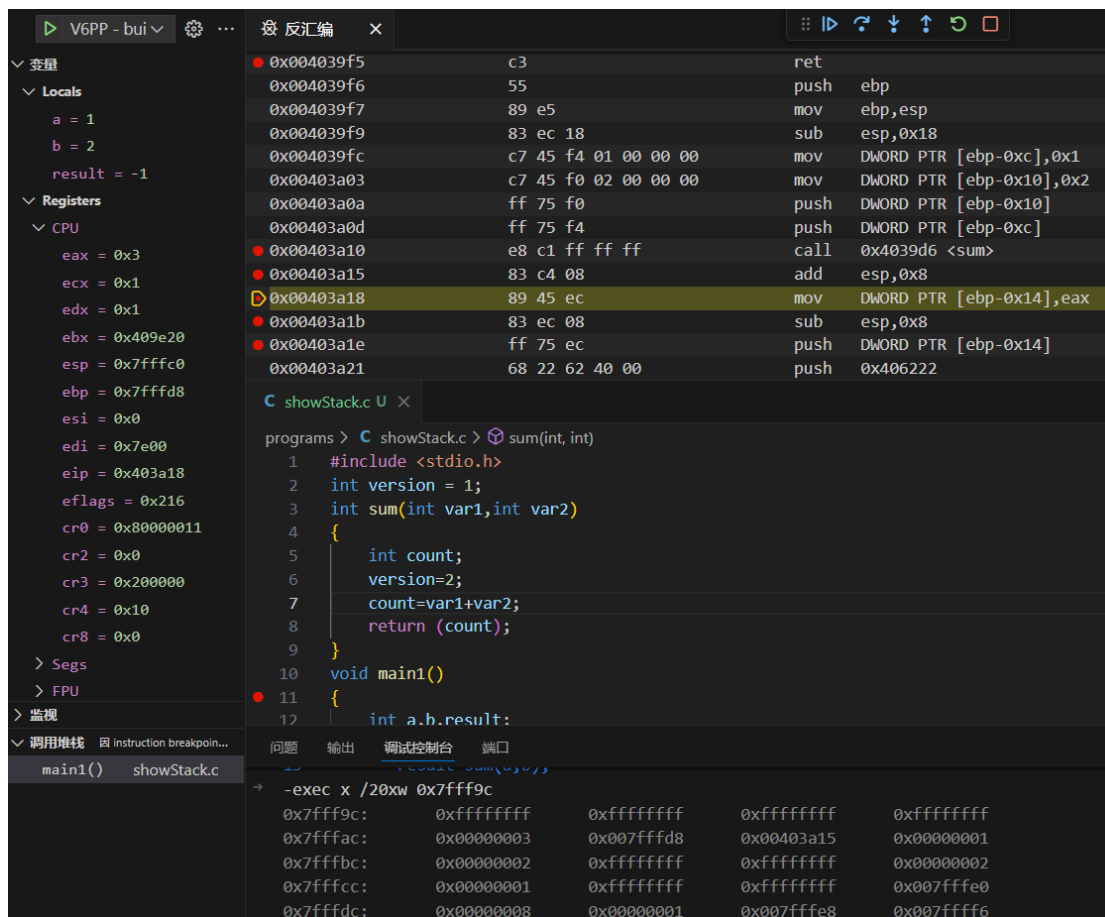 V6PP - bui
反汇编
变量
Locals
a = 1
b = 2
result = -1
Registers
CPU
eax = 0x3
ecx = 0x1
edx = 0x1
ebx = 0x409e20
esp = 0x7fffc0
ebp = 0x7fffd8
esi = 0x0
edi = 0x7e00
eip = 0x403a18
eflags = 0x216
cr0 = 0x80000011
cr2 = 0x0
cr3 = 0x200000
cr4 = 0x10
cr8 = 0x0
Segs
FPU
监视
调用堆栈 因 instruction breakpoin...
main1() showStack.c
0x004039f5 c3 ret
0x004039f6 55 push ebp
0x004039f7 89 e5 mov ebp,esp
0x004039f9 83 ec 18 sub esp,0x18
0x004039fc c7 45 f4 01 00 00 00 mov DWORD PTR [ebp-0xc],0x1
0x00403a03 c7 45 f0 02 00 00 00 mov DWORD PTR [ebp-0x10],0x2
0x00403a0a ff 75 f0 push DWORD PTR [ebp-0x10]
0x00403a0d ff 75 f4 push DWORD PTR [ebp-0xc]
0x00403a10 e8 c1 ff ff ff call 0x4039d6 <sum>
0x00403a15 83 c4 08 add esp,0x8
0x00403a18 89 45 ec mov DWORD PTR [ebp-0x14],eax
0x00403a1b 83 ec 08 sub esp,0x8
0x00403a1e ff 75 ec push DWORD PTR [ebp-0x14]
0x00403a21 68 22 62 40 00 push 0x406222
C showStack.c U
programs > C showStack.c > sum(int, int)
1 #include <stdio.h>
2 int version = 1;
3 int sum(int var1,int var2)
4 {
5 int count;
6 version=2;
7 count=var1+var2;
8 return (count);
9 }
10 void main1()
11 {
12 int a,b,result;
问题 输出 调试控制台 端口
-exec x /20xw 0x7fff9c
0x7fff9c: 0xffffffff 0xffffffff 0xffffffff 0xffffffff
0x7fffac: 0x00000003 0x007fffd8 0x00403a15 0x00000001
0x7fffbc: 0x00000002 0xffffffff 0xffffffff 0x00000002
0x7fffcc: 0x00000001 0xffffffff 0xffffffff 0x007fffe0
0x7fffdc: 0x00000008 0x00000001 0x007fffe8 0x007ffff6